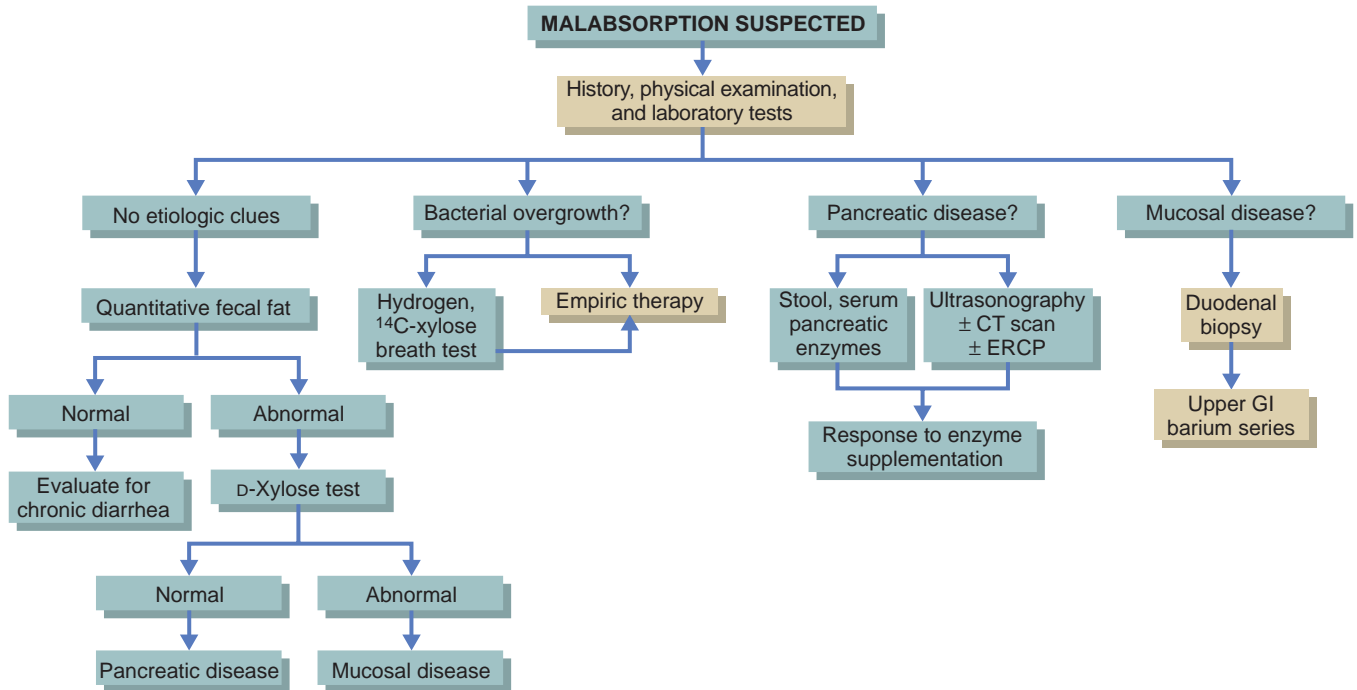 MALABSORPTION SUSPECTED
History, physical examination,
and laboratory tests
No etiologic clues
Bacterial overgrowth?
Pancreatic disease?
Mucosal disease?
Quantitative fecal fat
Hydrogen,
¹⁴C-xylose
breath test
Empiric therapy
Stool, serum
pancreatic
enzymes
Ultrasonography
± CT scan
± ERCP
Duodenal
biopsy
Normal
Abnormal
Response to enzyme
supplementation
Upper GI
barium series
Evaluate for
chronic diarrhea
D-Xylose test
Normal
Abnormal
Pancreatic disease
Mucosal disease